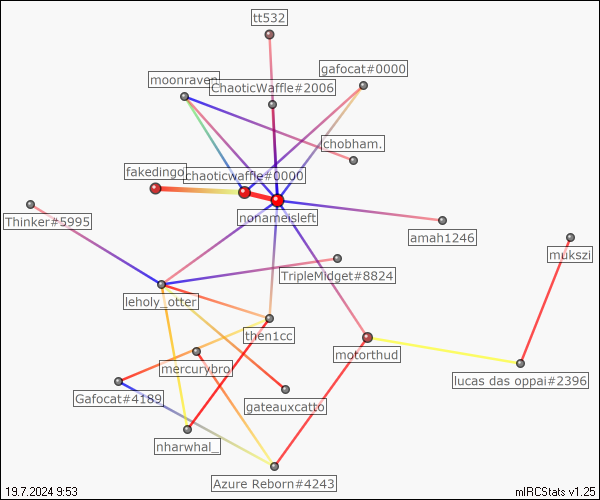 tt532
gafocat#0000
moonraven.
ChaoticWaffle#2006
chobham.
fakedingo.
chaoticwaffle#0000
nonameisleft
Thinker#5995
amah1246
mukszi
TripleMidget#8824
leholy_otter
then1cc
motorthud
mercurybro
lucas das oppai#2396
Gafocat#4189
gateauxcatto
nharwhal_
Azure Reborn#4243
19.7.2024 9:53
mIRCStats v1.25